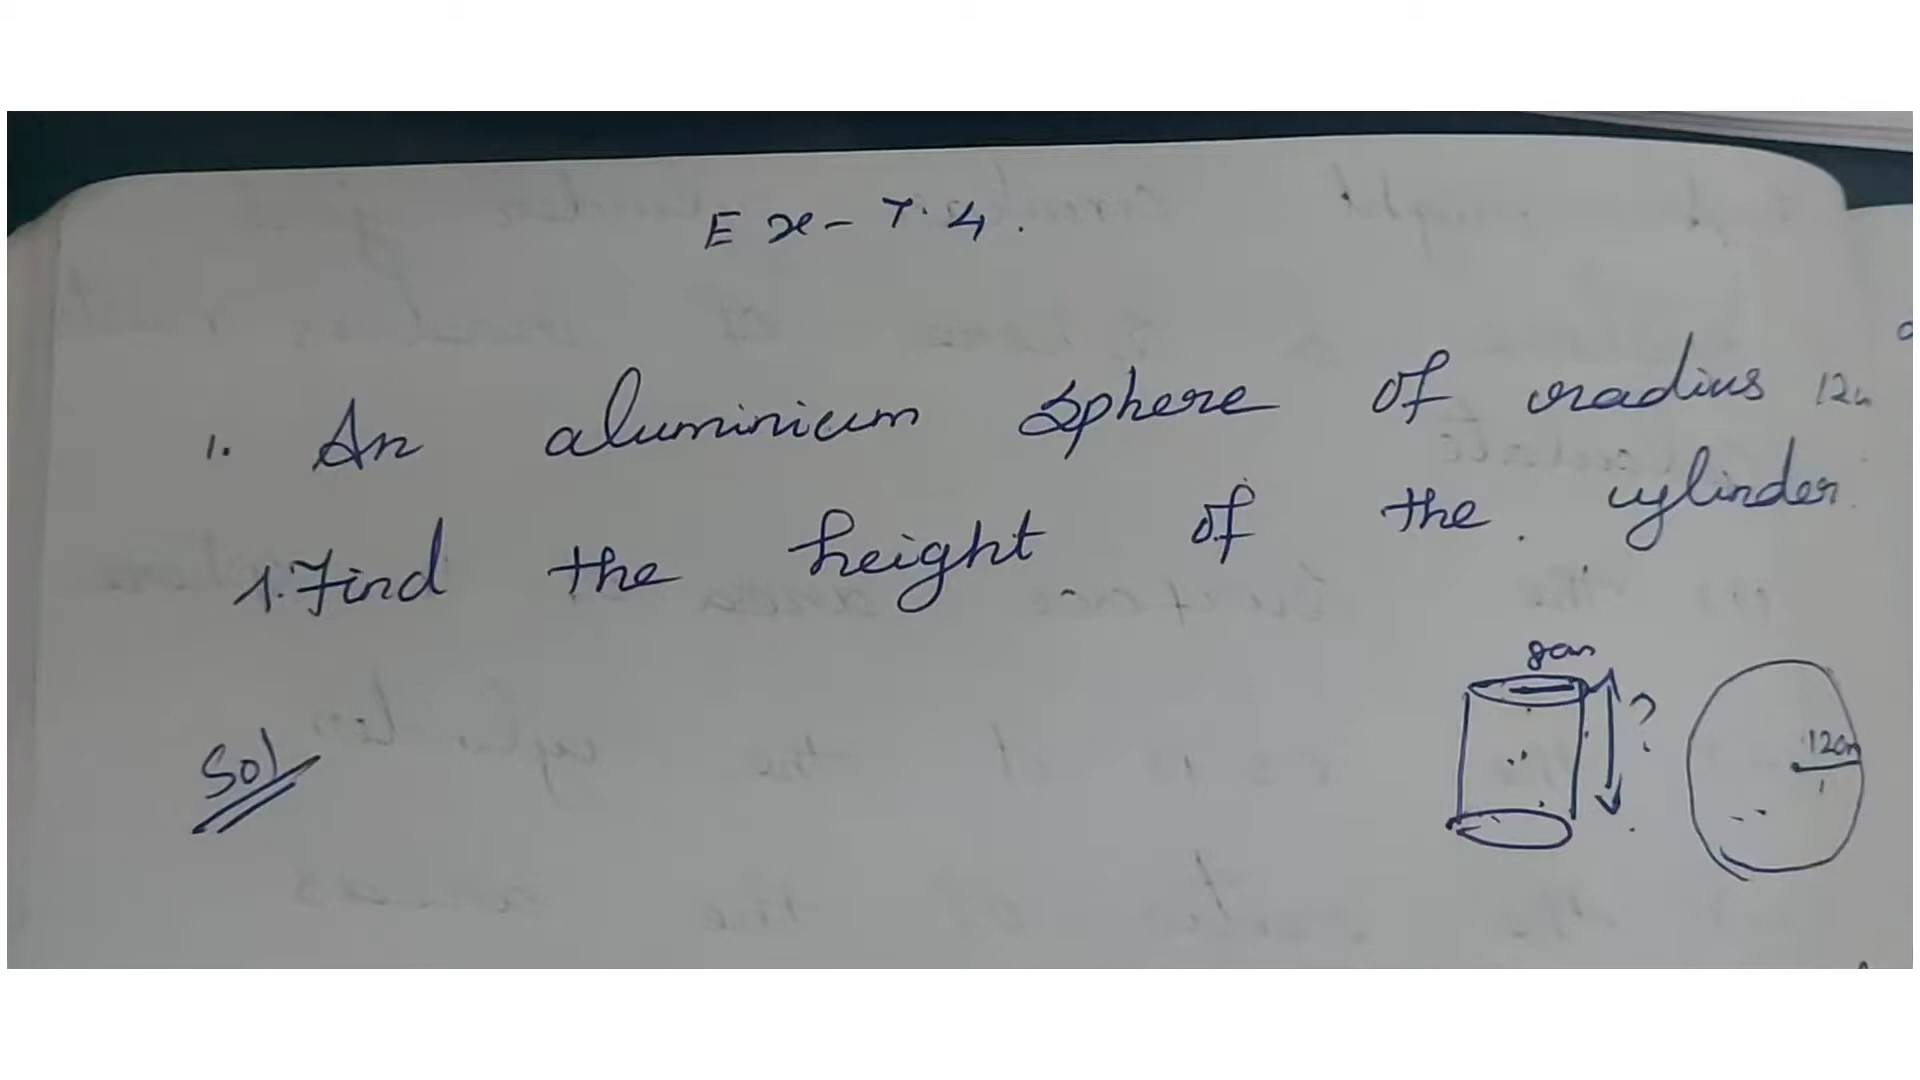 Ex - 7.4.
1. An aluminium sphere of radius 12cm
1. Find the height of the cylinder.
8cm
?
12cm
Sol